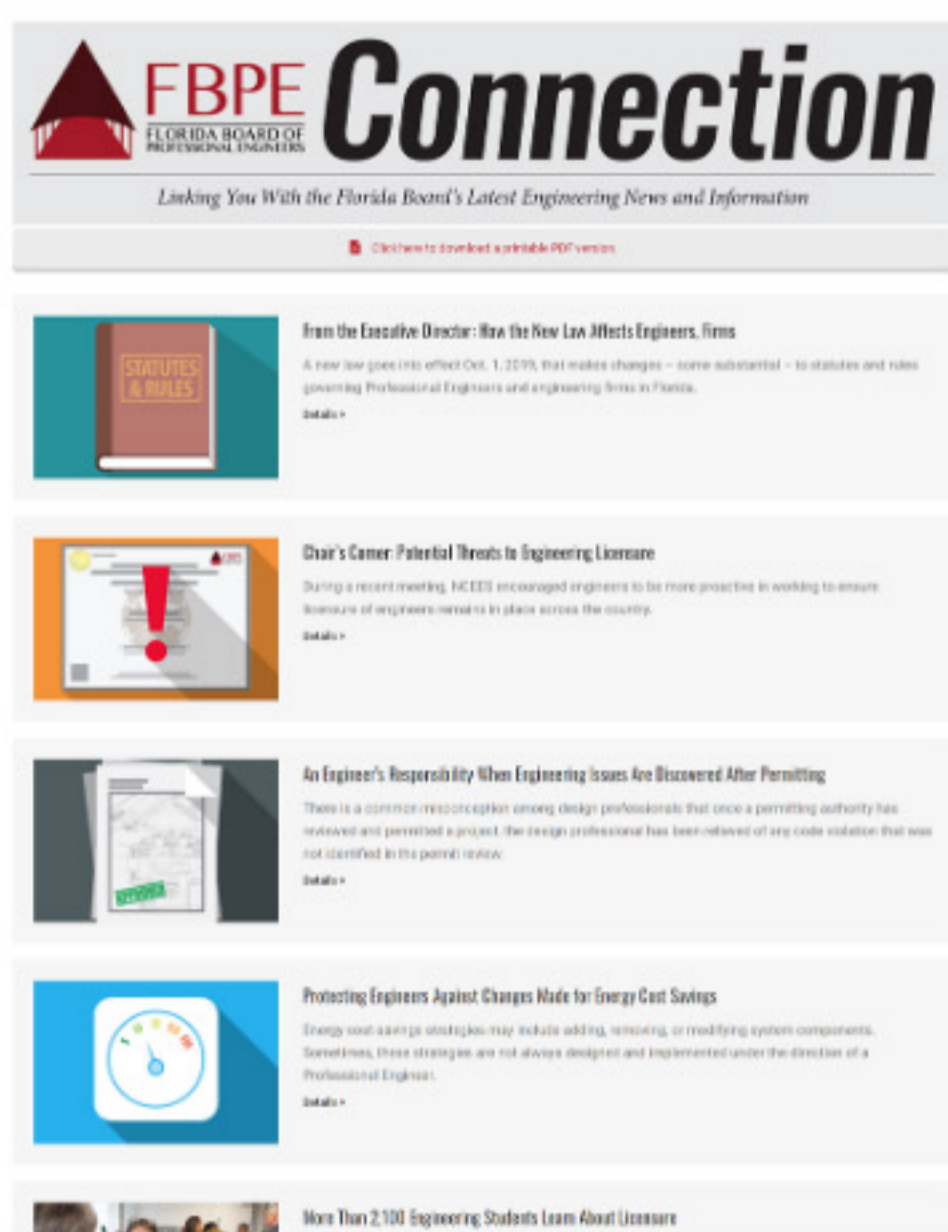 FBPE Connection
FLORIDA BOARD OF
PROFESSIONAL ENGINEERS
Linking You With the Florida Board's Latest Engineering News and Information
Click here to download a printable PDF version.
STATUTES
& RULES
From the Executive Director: How the New Law Affects Engineers, Firms
A new law goes into effect Oct. 1, 2019, that makes changes – some substantial – to statutes and rules
governing Professional Engineers and engineering firms in Florida.
Details »
FBPE
Chair's Corner: Potential Threats to Engineering Licensure
During a recent meeting, NCEES encouraged engineers to be more proactive in working to ensure
licensure of engineers remains in place across the country.
Details »
APPROVED
An Engineer's Responsibility When Engineering Issues Are Discovered After Permitting
There is a common misconception among design professionals that once a permitting authority has
reviewed and permitted a project, the design professional has been relieved of any code violation that was
not identified in the permit review.
Details »
Protecting Engineers Against Changes Made for Energy Cost Savings
Energy cost-savings strategies may include adding, removing, or modifying system components.
Sometimes, these strategies are not always designed and implemented under the direction of a
Professional Engineer.
Details »
More Than 2,100 Engineering Students Learn About Licensure